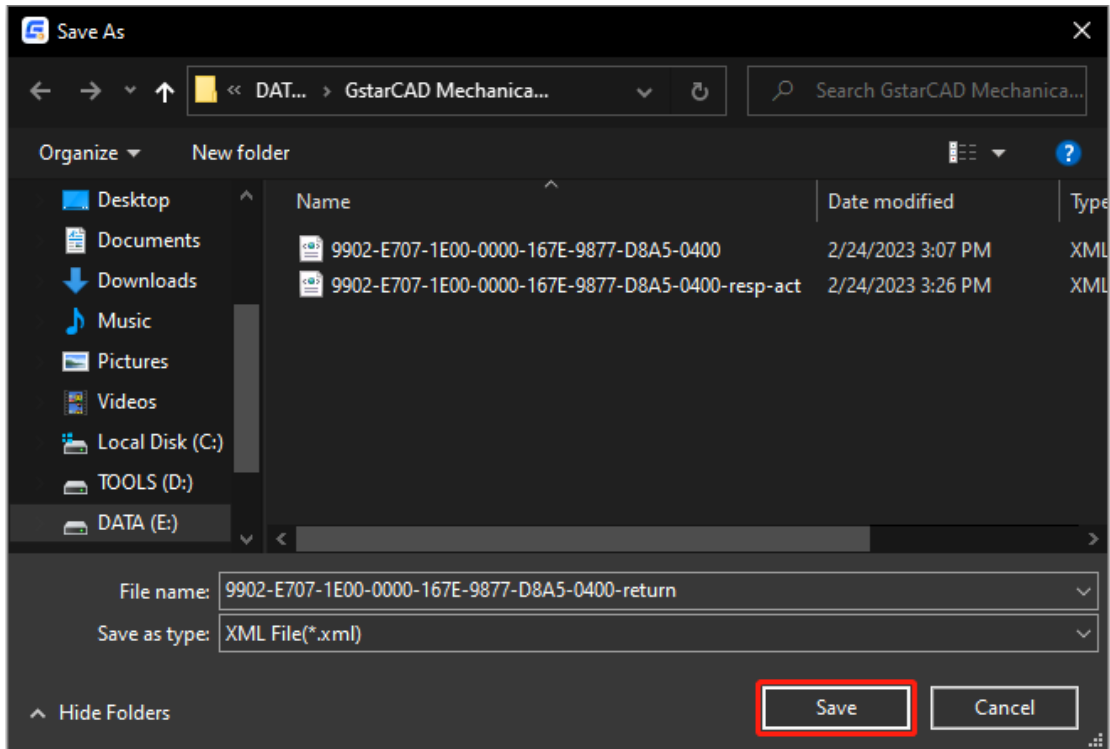 Save As
« DAT... › GstarCAD Mechanica... Search GstarCAD Mechanica...
Organize New folder ?
Name Date modified Type
Desktop
Documents
Downloads
Music
Pictures
Videos
Local Disk (C:)
TOOLS (D:)
DATA (E:)
9902-E707-1E00-0000-167E-9877-D8A5-0400 2/24/2023 3:07 PM XML
9902-E707-1E00-0000-167E-9877-D8A5-0400-resp-act 2/24/2023 3:26 PM XML
File name: 9902-E707-1E00-0000-167E-9877-D8A5-0400-return
Save as type: XML File(*.xml)
Hide Folders Save Cancel